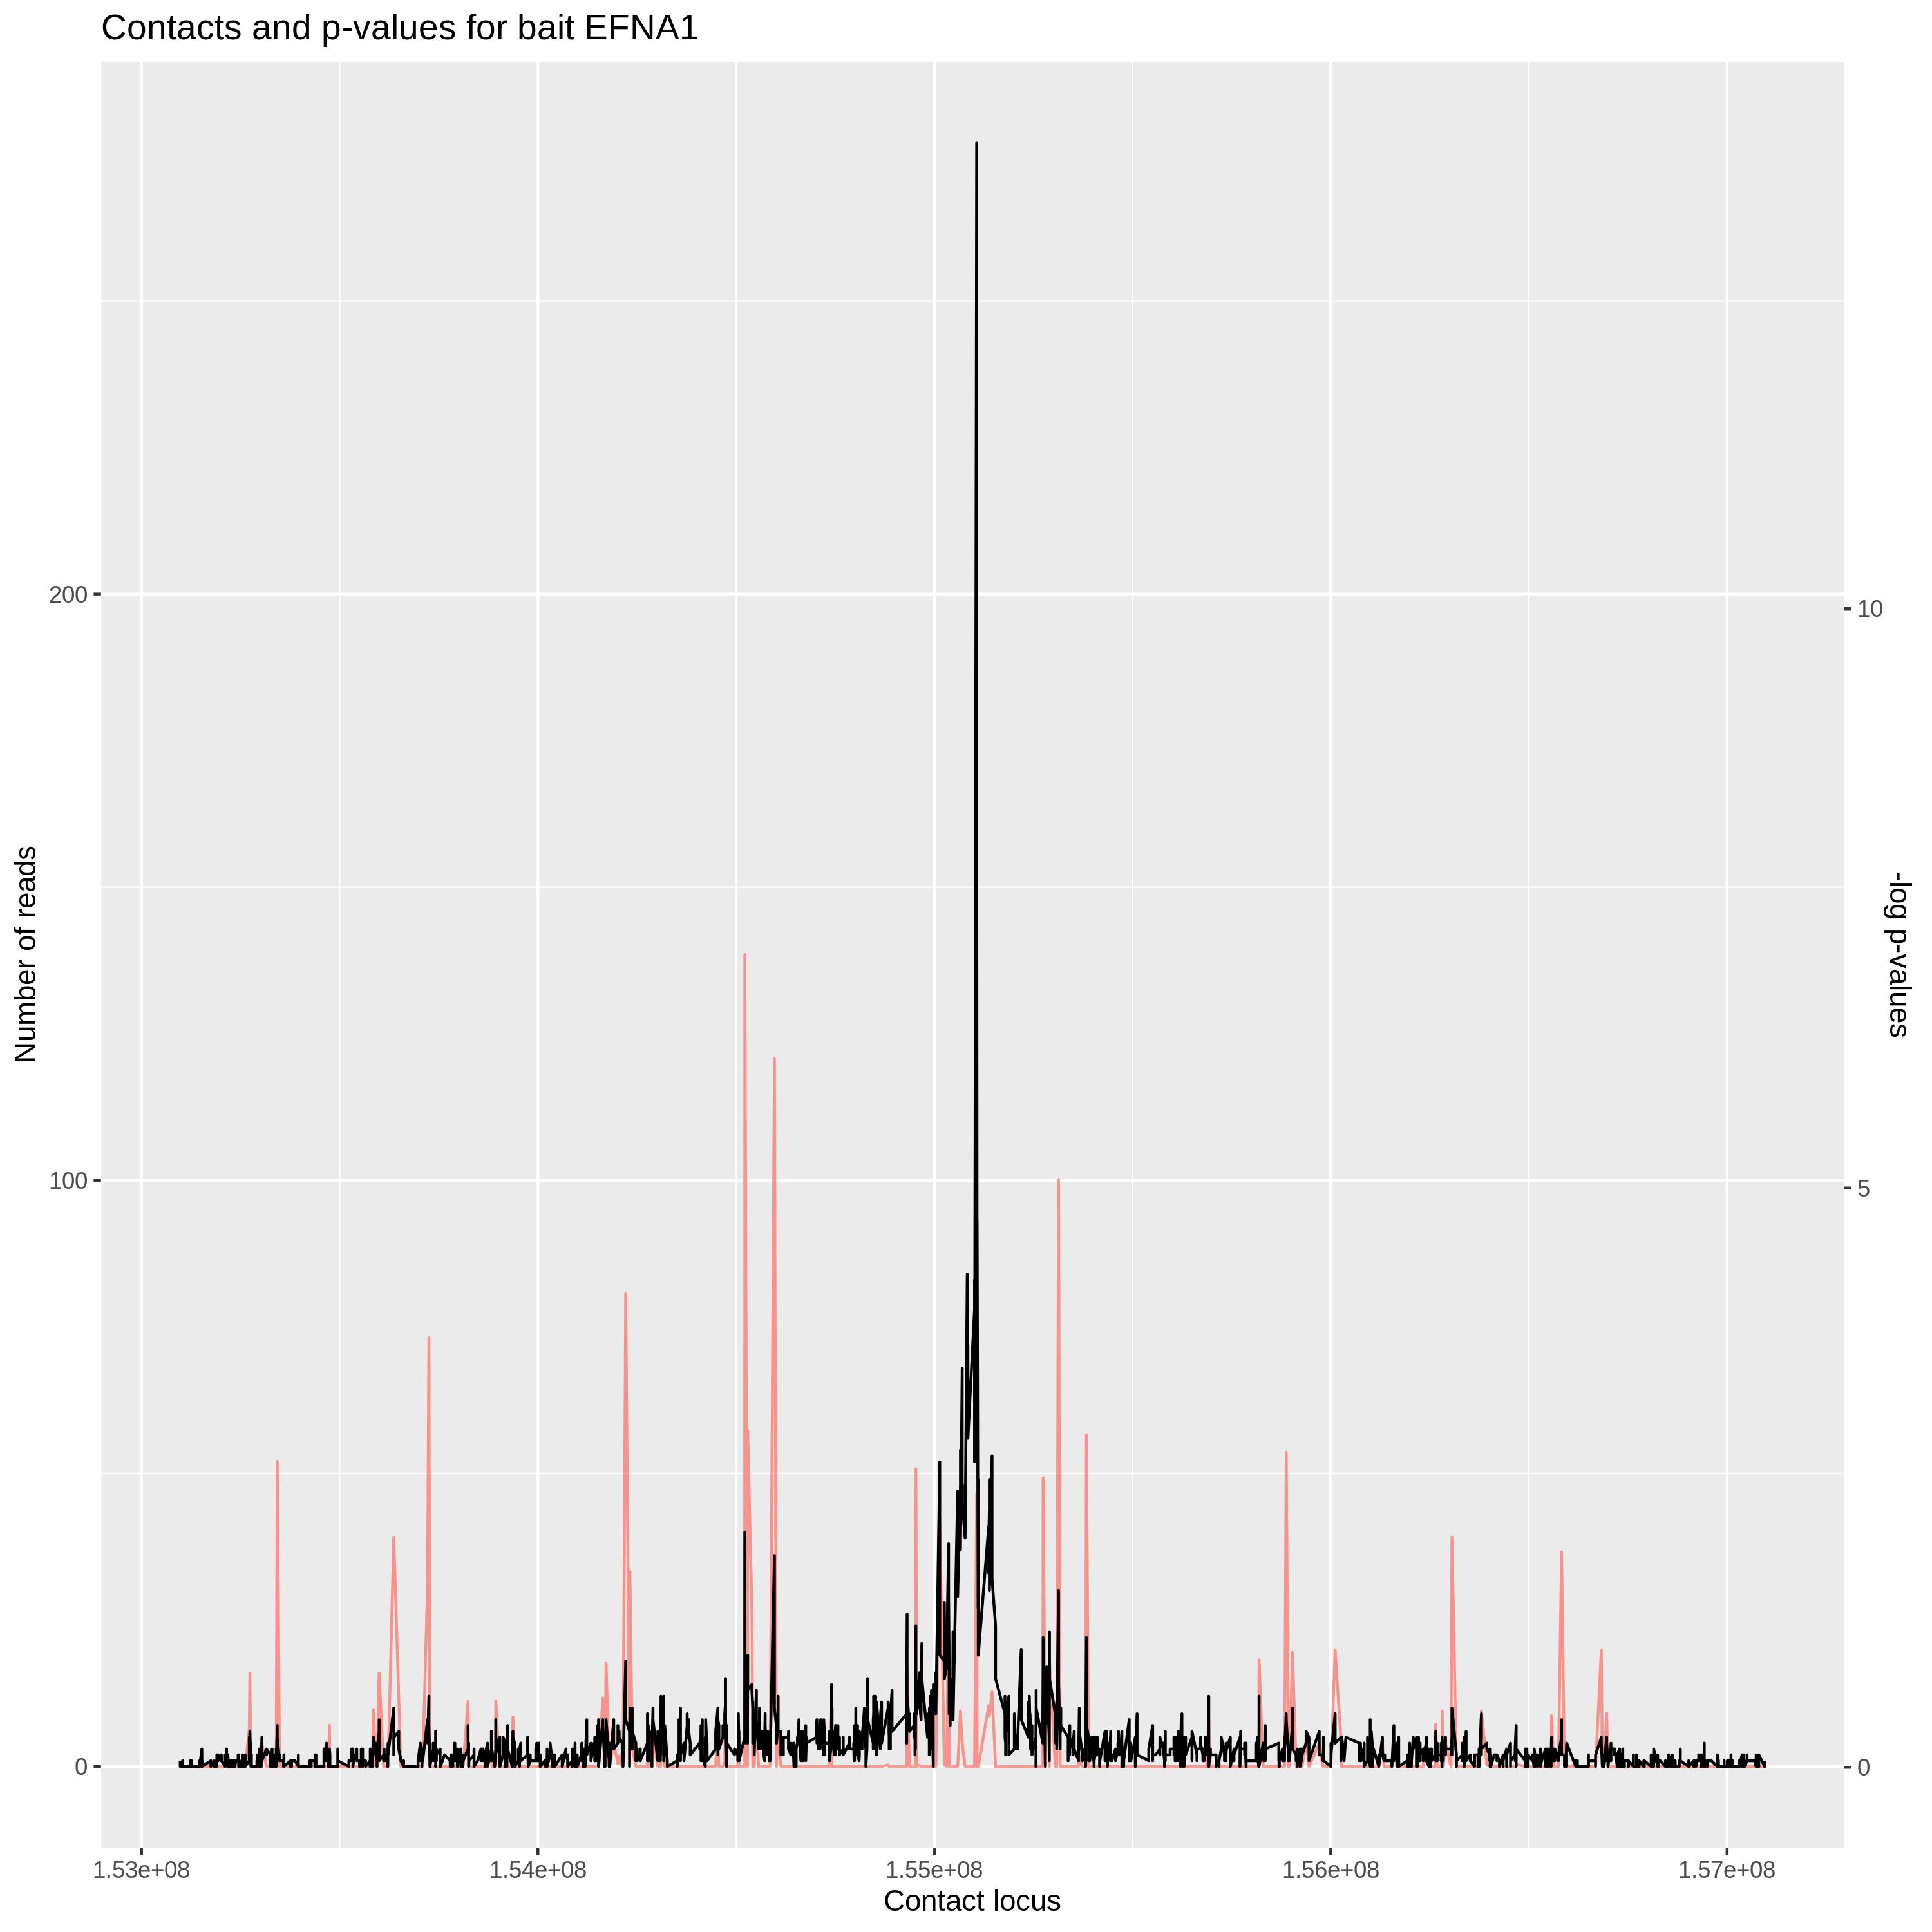 Contacts and p-values for bait EFNA1
200
100
0
Number of reads
10
5
0
-log p-values
1.53e+08
1.54e+08
1.55e+08
1.56e+08
1.57e+08
Contact locus